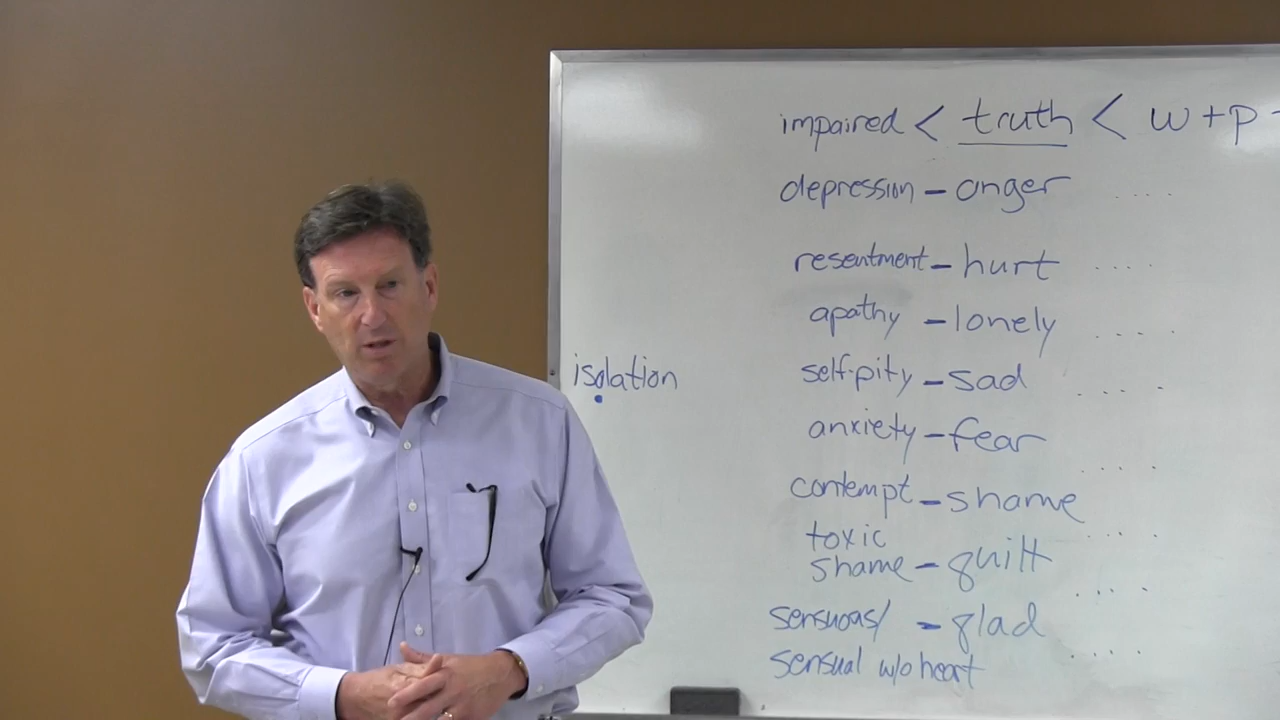 impaired < truth < w + p -
depression - anger ....
resentment - hurt ....
apathy - lonely ....
isolation
self-pity - sad ....
anxiety - fear ....
contempt - shame ....
toxic
shame - guilt ....
sensuous/ - glad ....
sensual w/o heart